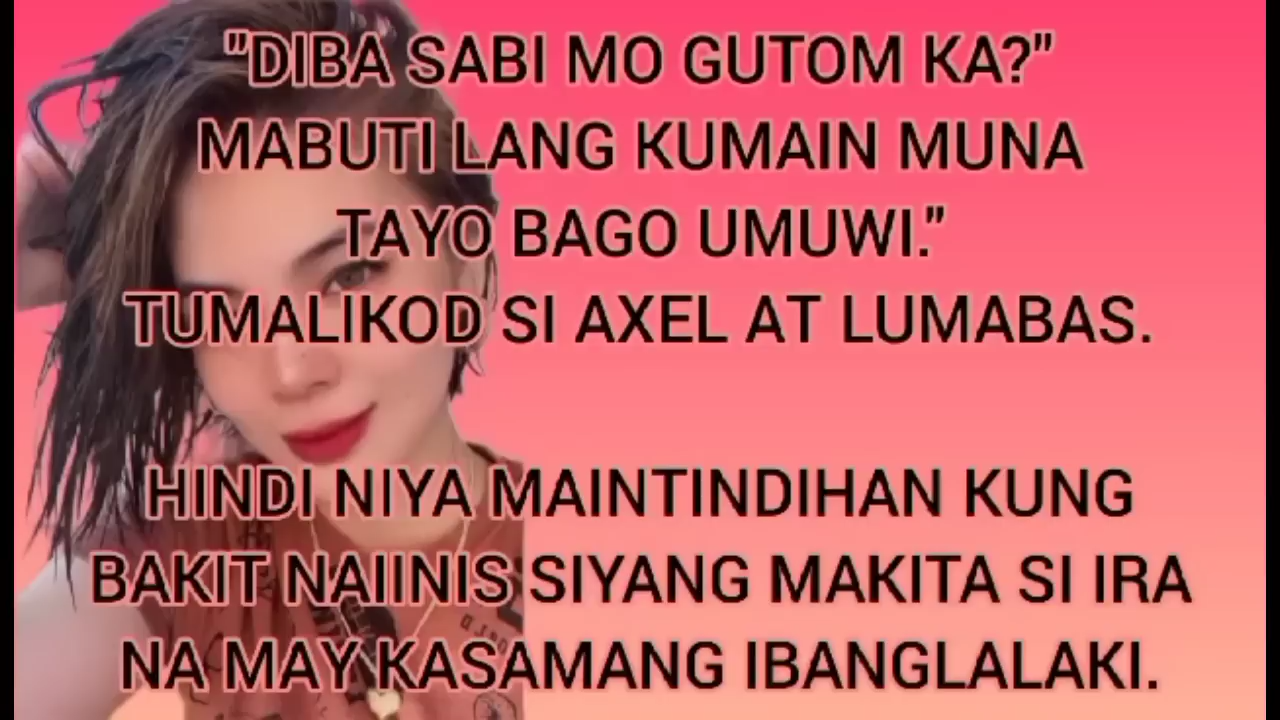 "DIBA SABI MO GUTOM KA?"
MABUTI LANG KUMAIN MUNA
TAYO BAGO UMUWI."
TUMALIKOD SI AXEL AT LUMABAS.
HINDI NIYA MAINTINDIHAN KUNG
BAKIT NAIINIS SIYANG MAKITA SI IRA
NA MAY KASAMANG IBANGLALAKI.